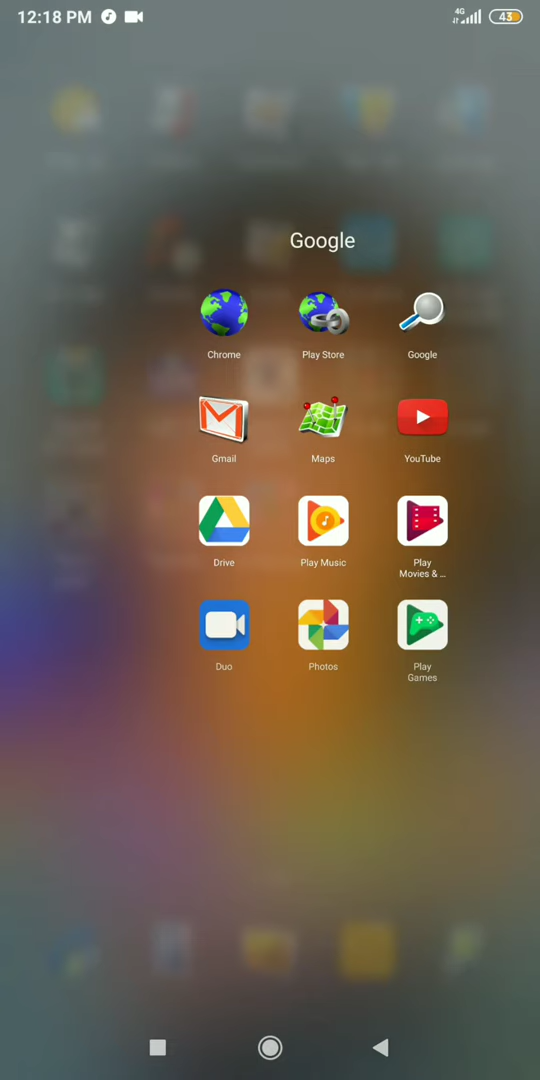 12:18 PM
4G
43
Google
Chrome
Play Store
Google
Gmail
Maps
YouTube
Drive
Play Music
Play
Movies & ...
Duo
Photos
Play
Games